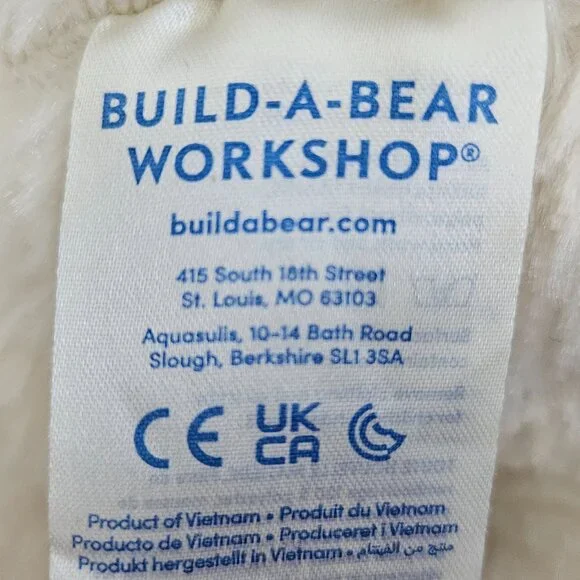 BUILD-A-BEAR
WORKSHOP®
buildabear.com
415 South 18th Street
St. Louis, MO 63103
Aquasulis, 10-14 Bath Road
Slough, Berkshire SL1 3SA
CE UK
CA
Product of Vietnam • Produit du Vietnam
Producto de Vietnam • Produceret i Vietnam
Produkt hergestellt in Vietnam • منتج من الفيتنام